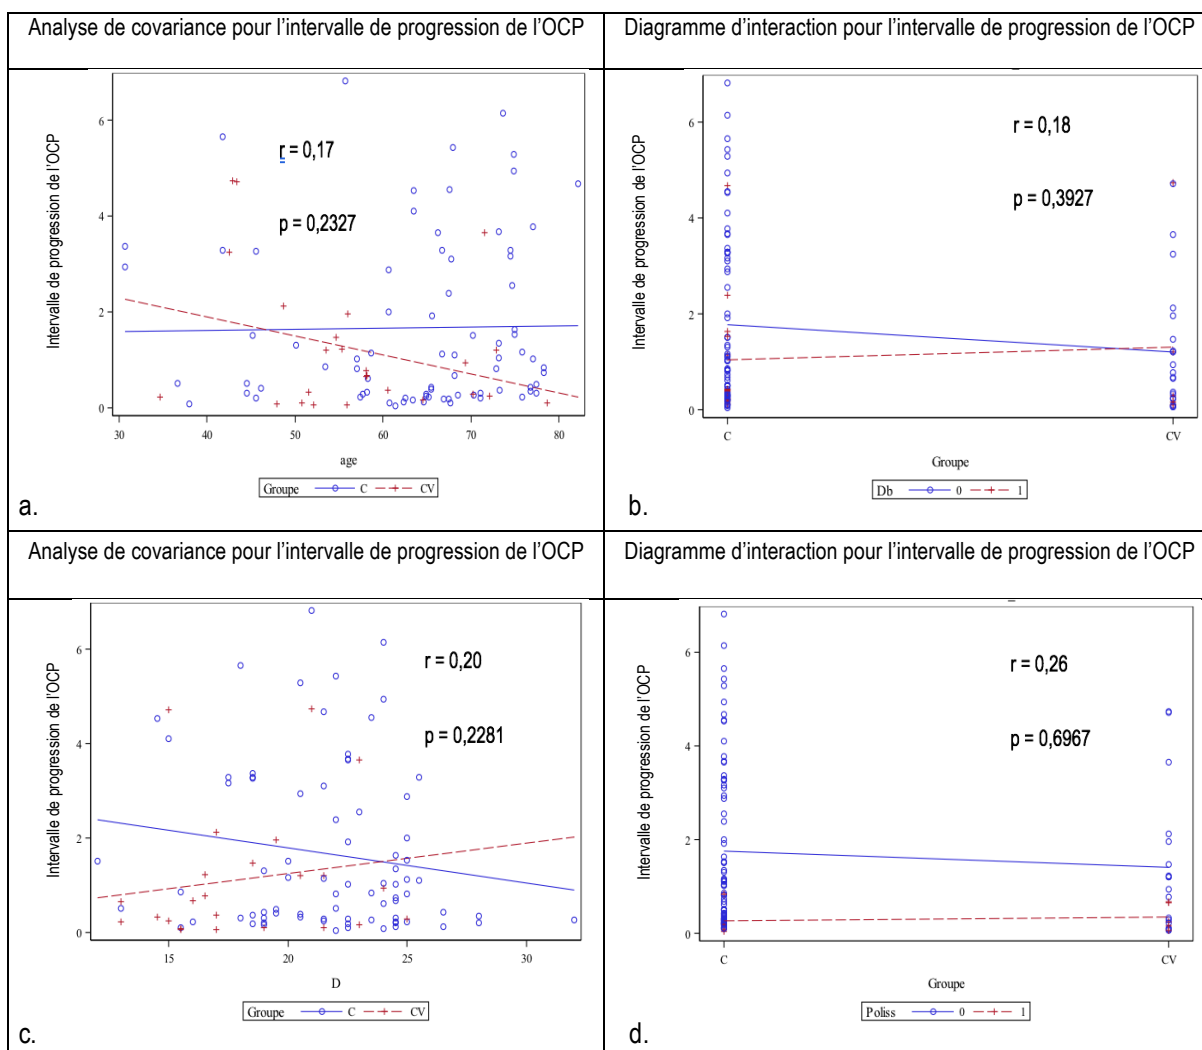 Analyse de covariance pour l'intervalle de progression de l'OCP
Diagramme d'interaction pour l'intervalle de progression de l'OCP
Intervalle de progression de l'OCP
6
4
2
0
r = 0,17
p = 0,2327
30 40 50 60 70 80
age
Groupe C CV
a.
Intervalle de progression de l'OCP
6
4
2
0
r = 0,18
p = 0,3927
C CV
Groupe
Db 0 1
b.
Analyse de covariance pour l'intervalle de progression de l'OCP
Diagramme d'interaction pour l'intervalle de progression de l'OCP
Intervalle de progression de l'OCP
6
4
2
0
r = 0,20
p = 0,2281
15 20 25 30
D
Groupe C CV
c.
Intervalle de progression de l'OCP
6
4
2
0
r = 0,26
p = 0,6967
C CV
Groupe
Poliss 0 1
d.